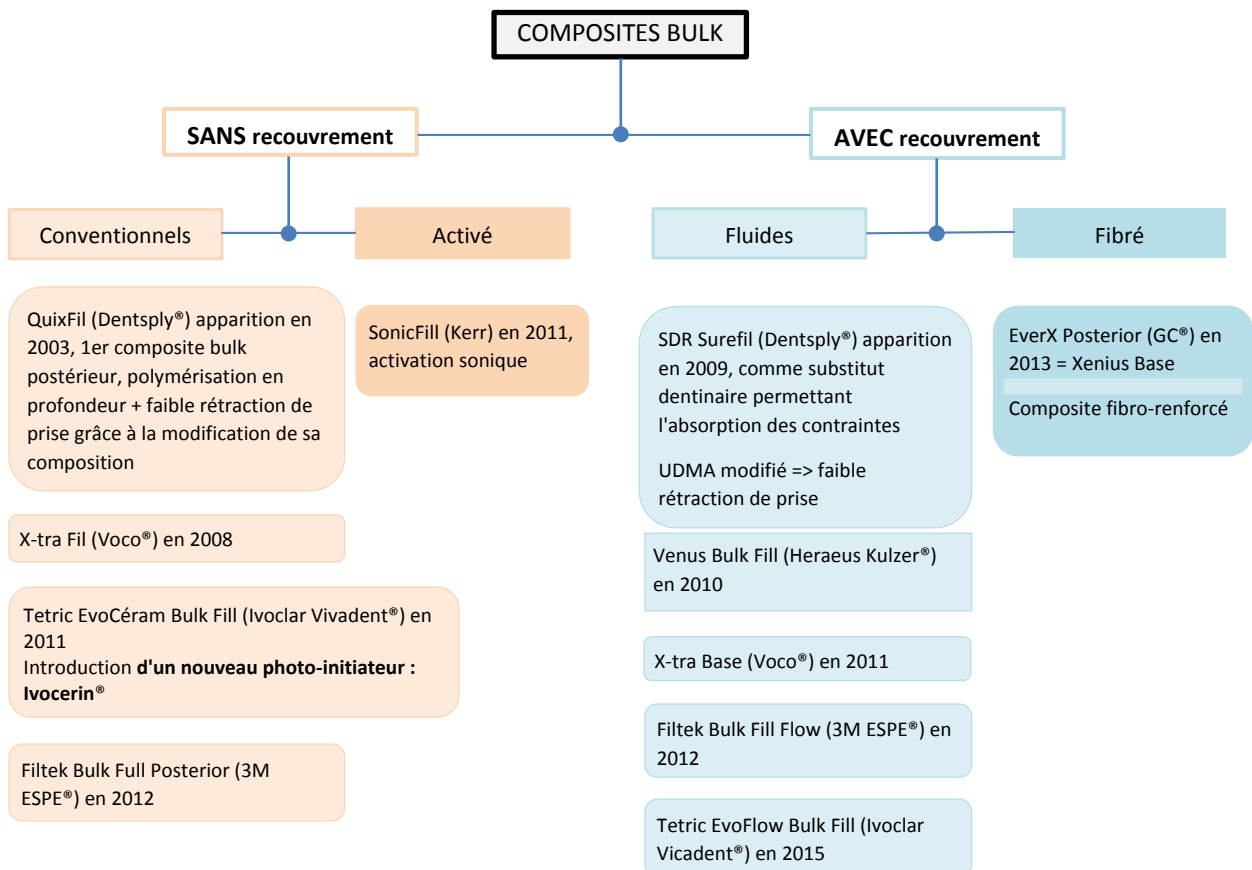 COMPOSITES BULK
SANS recouvrement
AVEC recouvrement
Conventionnels
Activé
Fluides
Fibré
QuixFil (Dentsply®) apparition en
2003, 1er composite bulk
postérieur, polymérisation en
profondeur + faible rétraction de
prise grâce à la modification de sa
composition
X-tra Fil (Voco®) en 2008
Tetric EvoCéram Bulk Fill (Ivoclar Vivadent®) en
2011
Introduction d'un nouveau photo-initiateur :
Ivocerin®
Filtek Bulk Full Posterior (3M
ESPE®) en 2012
SonicFill (Kerr) en 2011,
activation sonique
SDR Surefil (Dentsply®) apparition
en 2009, comme substitut
dentinaire permettant
l'absorption des contraintes
UDMA modifié => faible
rétraction de prise
Venus Bulk Fill (Heraeus Kulzer®)
en 2010
X-tra Base (Voco®) en 2011
Filtek Bulk Fill Flow (3M ESPE®) en
2012
Tetric EvoFlow Bulk Fill (Ivoclar
Vicadent®) en 2015
EverX Posterior (GC®) en
2013 = Xenius Base
Composite fibro-renforcé